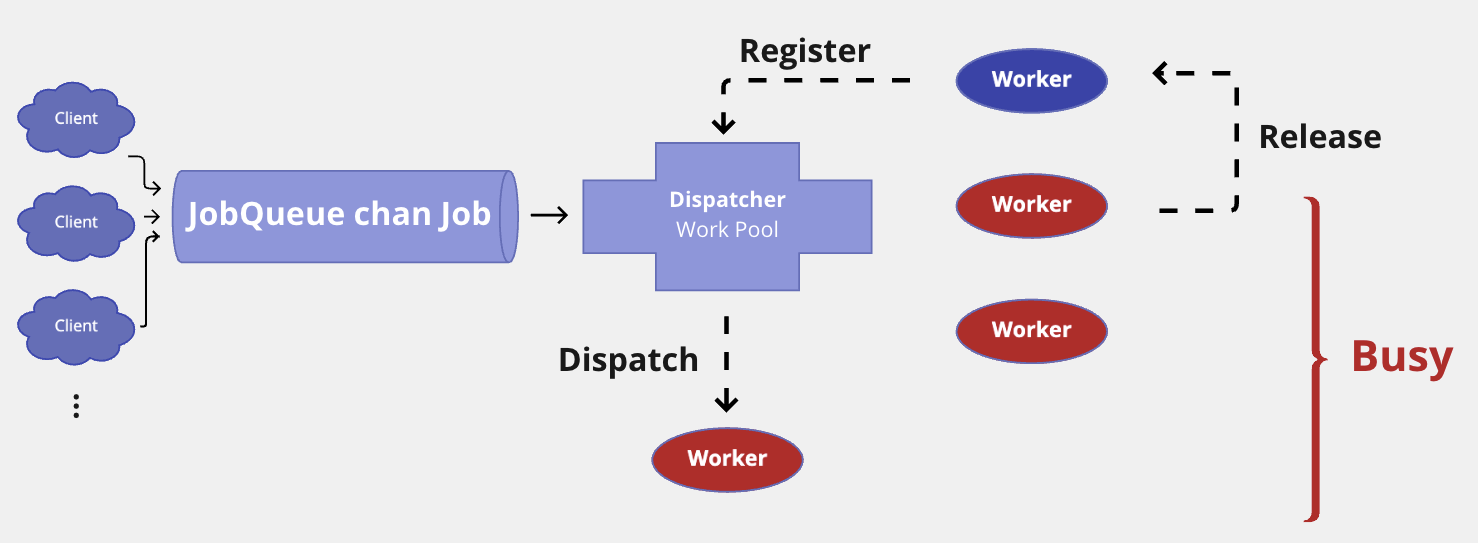 Client
Client
Client
JobQueue chan Job
Register
Dispatcher
Work Pool
Dispatch
Worker
Worker
Worker
Worker
Release
Busy